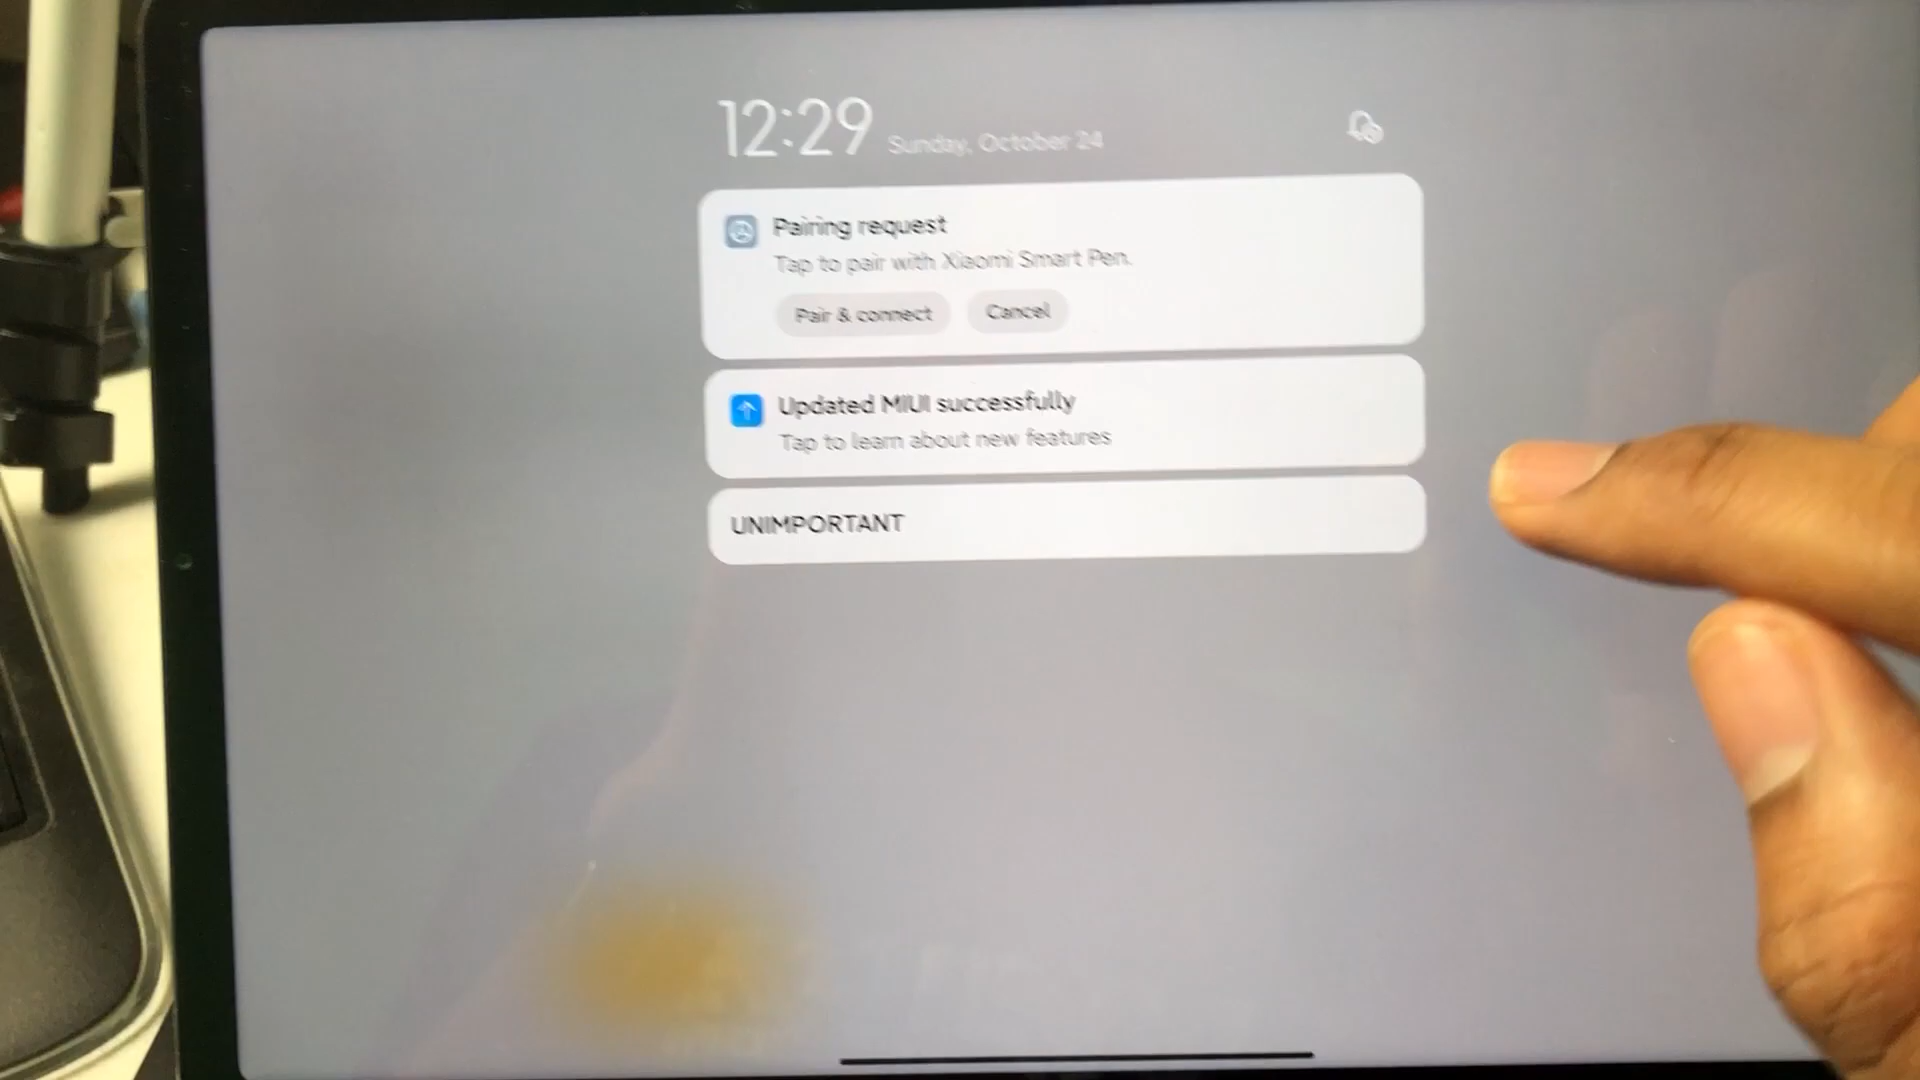 12:29 Sunday, October 24
Pairing request
Tap to pair with Xiaomi Smart Pen.
Pair & connect Cancel
Updated MIUI successfully
Tap to learn about new features
UNIMPORTANT